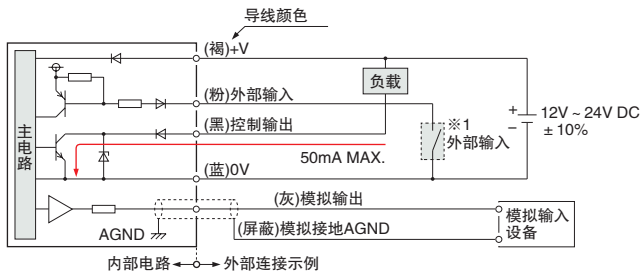 导线颜色
(褐)+V
负载
(粉)外部输入
主电路
(黑)控制输出
※1
外部输入
+
−
12V ~ 24V DC
± 10%
50mA MAX.
(蓝)0V
(灰)模拟输出
模拟输入
设备
AGND
(屏蔽)模拟接地AGND
内部电路
外部连接示例